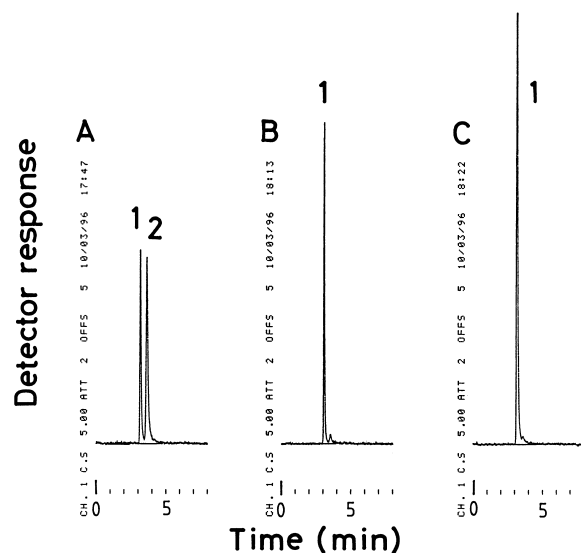 Detector response
A
CH. 1 C.S 5.00 ATT 2 OFFS 5 10/03/96 17:47
1 2
0 5
B
CH. 1 C.S 5.00 ATT 2 OFFS 5 10/03/96 18:13
1
0 5
C
CH. 1 C.S 5.00 ATT 2 OFFS 5 10/03/96 18:22
1
0 5
Time (min)